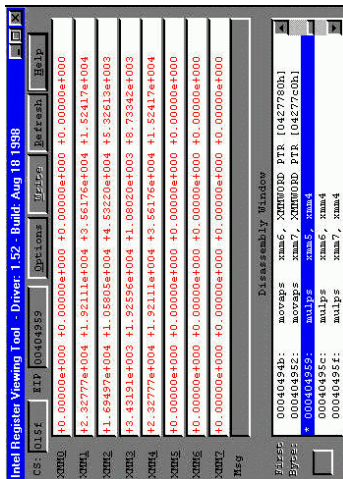 Intel Register Viewing Tool - Driver: 1.52 - Build: Aug 18 1998
CS: 015f EIP 00404959 Options Write Refresh Help
XMM0 +0.00000e+000 +0.00000e+000 +0.00000e+000 +0.00000e+000
XMM1 +2.32777e+004 +1.92111e+004 +3.56176e+004 +1.52417e+004
XMM2 +1.69497e+004 +1.05805e+004 +4.53220e+004 +5.32613e+003
XMM3 +3.43191e+003 +1.92596e+004 +1.08020e+003 +8.73342e+003
XMM4 +2.32777e+004 +1.92111e+004 +3.56176e+004 +1.52417e+004
XMM5 +0.00000e+000 +0.00000e+000 +0.00000e+000 +0.00000e+000
XMM6 +0.00000e+000 +0.00000e+000 +0.00000e+000 +0.00000e+000
XMM7 +0.00000e+000 +0.00000e+000 +0.00000e+000 +0.00000e+000
Msg
Disassembly Window
First Byte:
00040494b: movaps xmm6, XMMWORD PTR [0427780h]
000404952: movaps xmm7, XMMWORD PTR [04277c0h]
* 000404959: mulps xmm5, xmm4
00040495c: mulps xmm6, xmm4
00040495f: mulps xmm7, xmm4